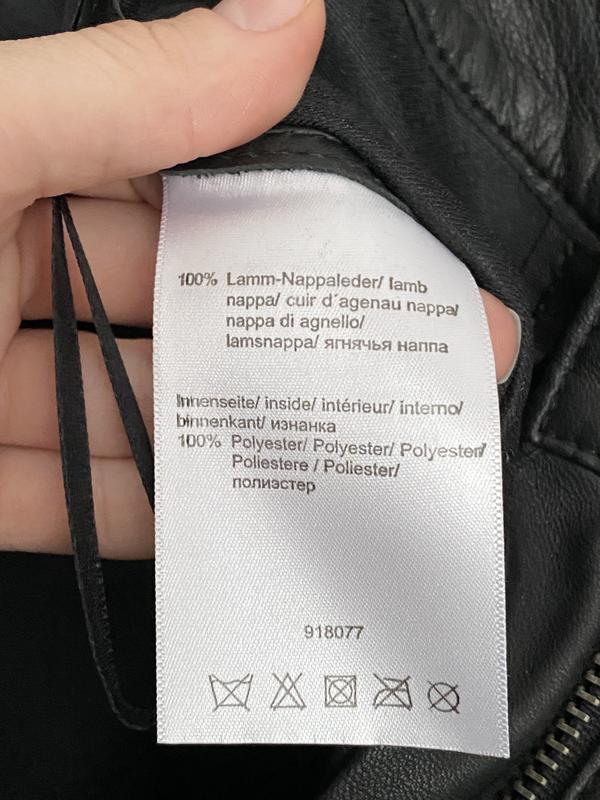 100% Lamm-Nappaleder/ lamb
nappa/ cuir d´agenau nappa/
nappa di agnello/
lamsnappa/ ягнячья наппа
Innenseite/ inside/ intérieur/ interno/
binnenkant/ изнанка
100% Polyester/ Polyester/ Polyester/
Poliestere / Poliester/
полиэстер
918077